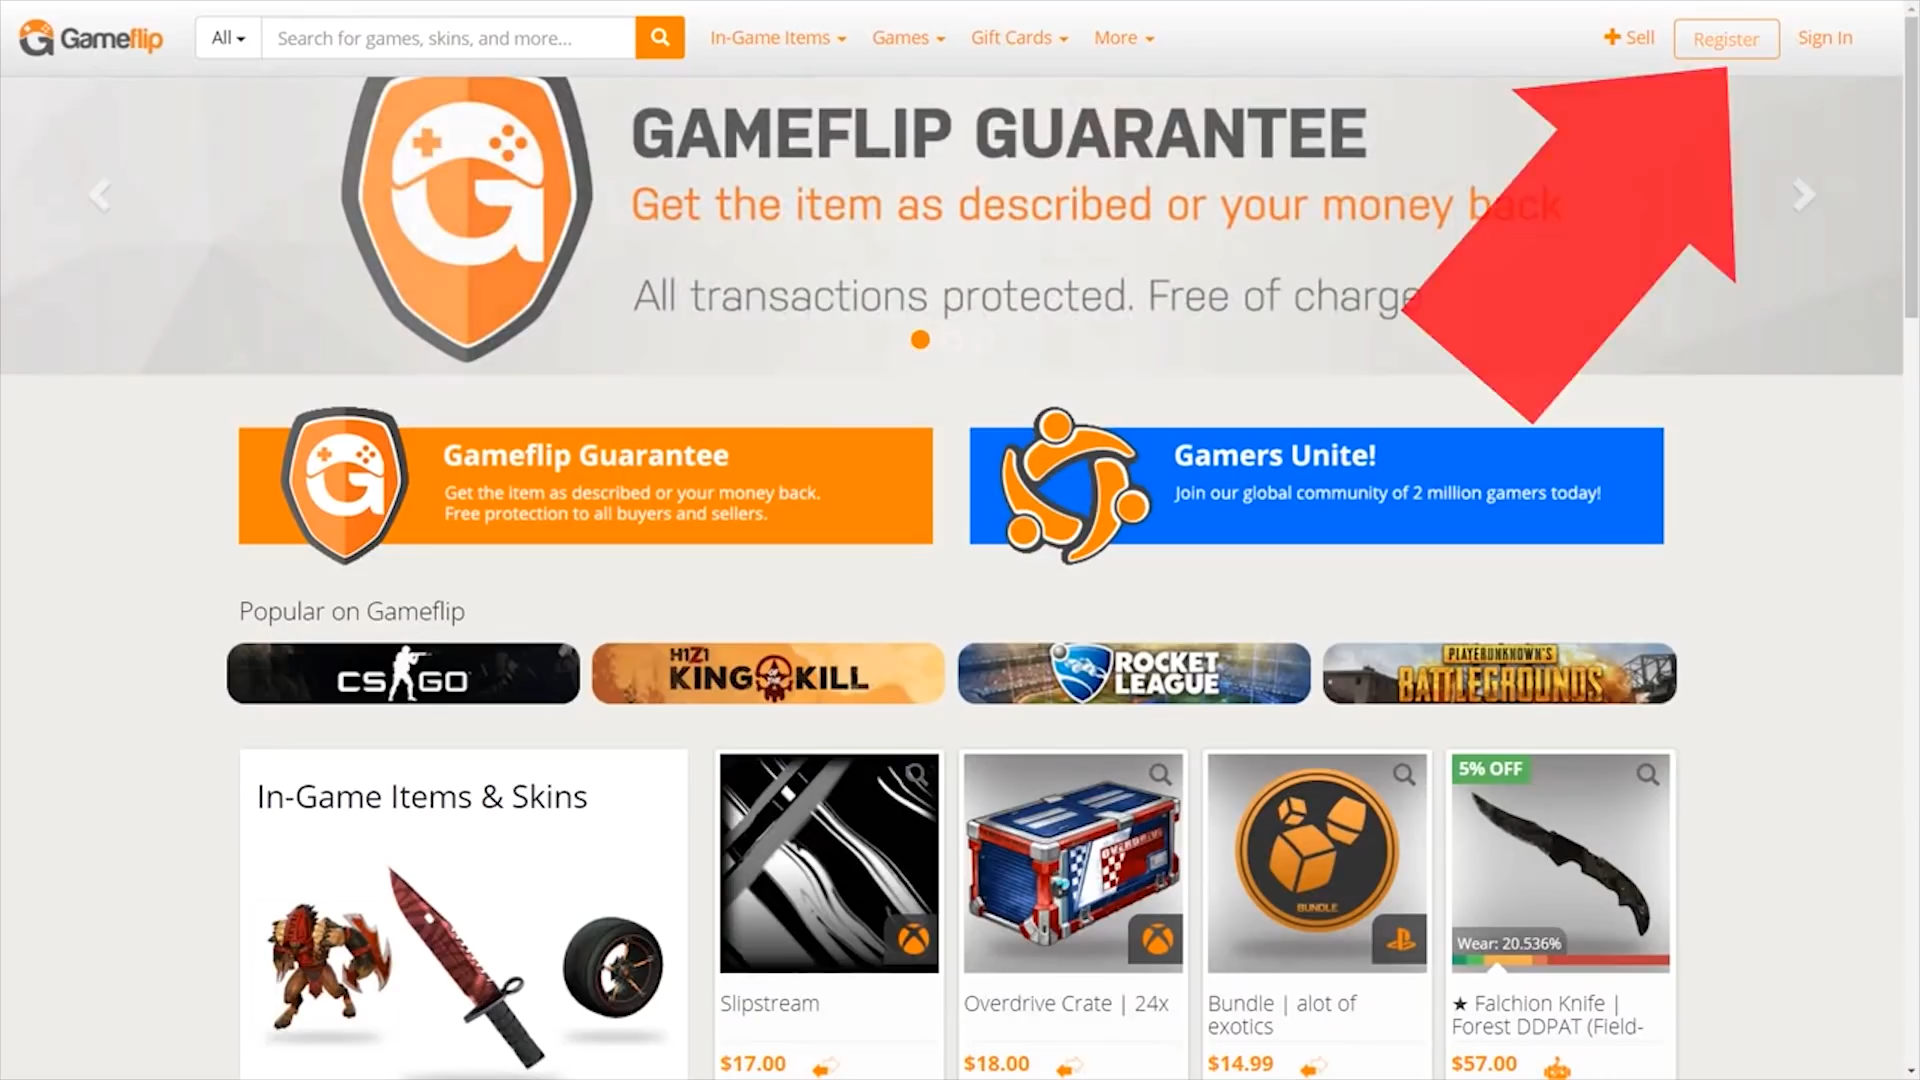 Gameflip
All
Search for games, skins, and more...
In-Game Items
Games
Gift Cards
More
Sell
Register
Sign In
GAMEFLIP GUARANTEE
Get the item as described or your money back
All transactions protected. Free of charge
Gameflip Guarantee
Get the item as described or your money back.
Free protection to all buyers and sellers.
Gamers Unite!
Join our global community of 2 million gamers today!
Popular on Gameflip
CS GO
H1Z1
KING KILL
ROCKET
LEAGUE
PLAYERUNKNOWN'S
BATTLEGROUNDS
In-Game Items & Skins
OVERDRIVE
BUNDLE
5% OFF
Wear: 20.536%
Slipstream
$17.00
Overdrive Crate | 24x
$18.00
Bundle | alot of
exotics
$14.99
★ Falchion Knife |
Forest DDPAT (Field-
$57.00